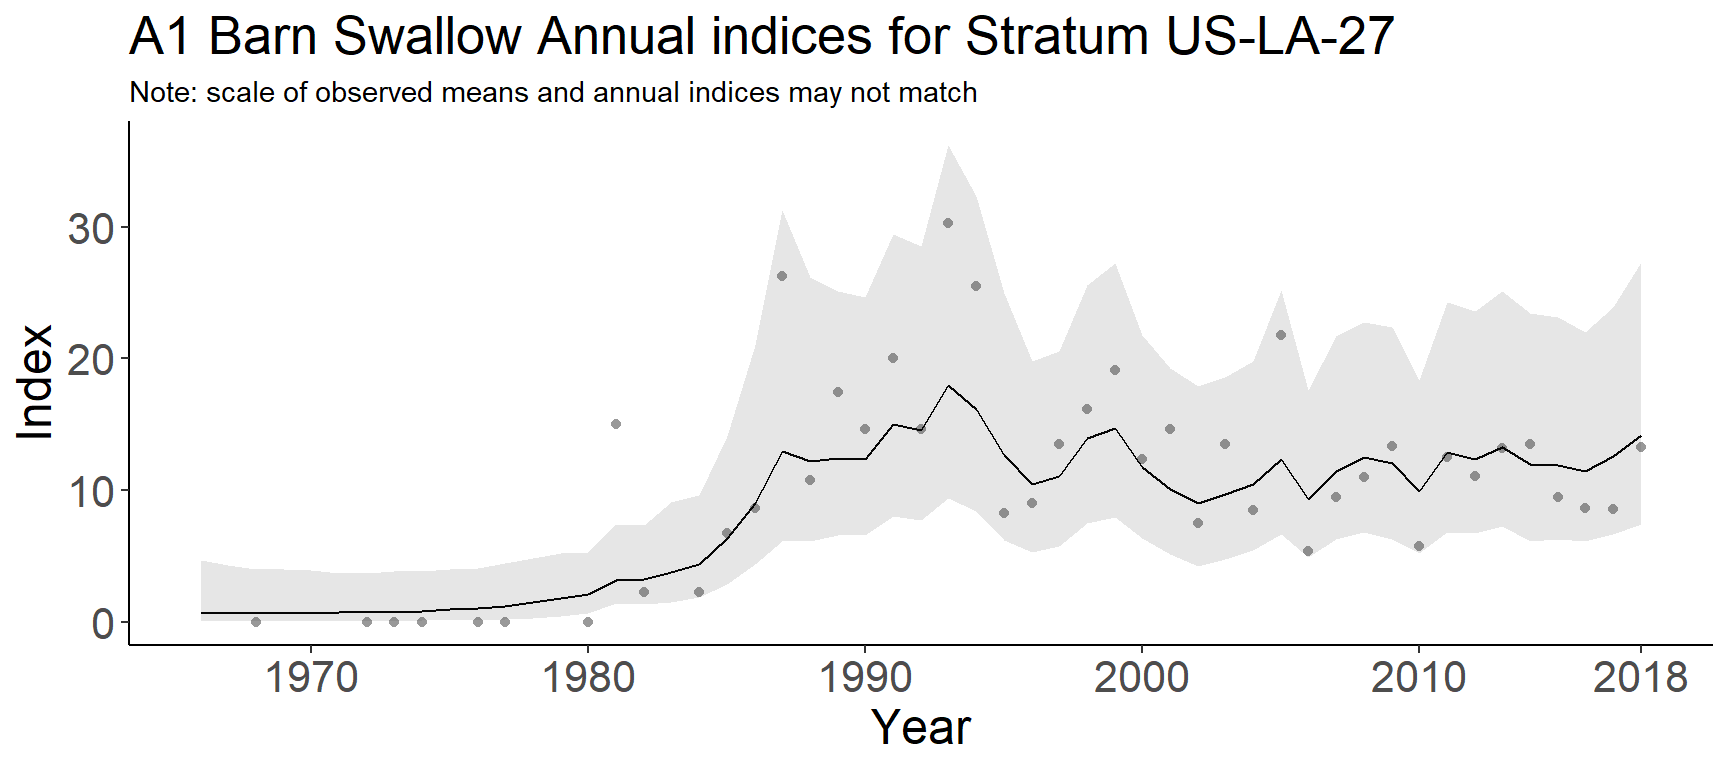 A1 Barn Swallow Annual indices for Stratum US-LA-27
Note: scale of observed means and annual indices may not match
30
20
10
0
Index
1970 1980 1990 2000 2010 2018
Year